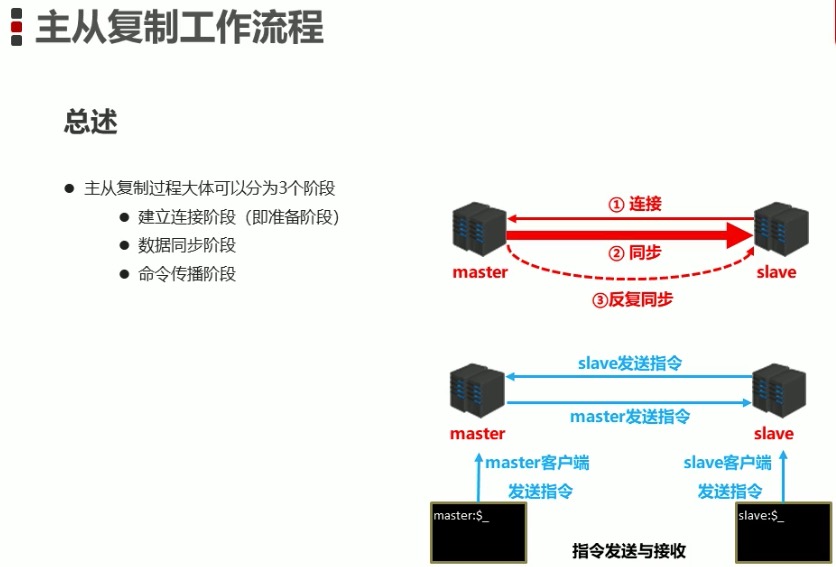 主从复制工作流程
总述
主从复制过程大体可以分为3个阶段
建立连接阶段（即准备阶段）
数据同步阶段
命令传播阶段
① 连接
② 同步
③反复同步
master
slave
slave发送指令
master发送指令
master
slave
master客户端
发送指令
slave客户端
发送指令
master:$_
slave:$_
指令发送与接收